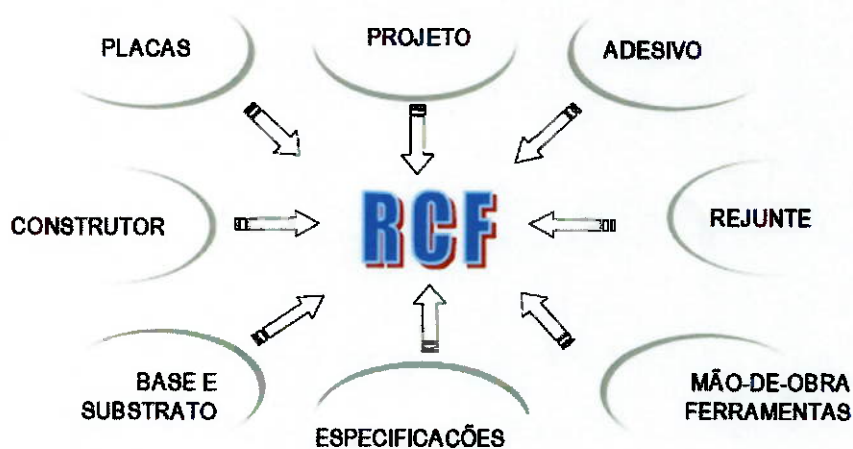 PLACAS
PROJETO
ADESIVO
CONSTRUTOR
RCF
REJUNTE
BASE E
SUBSTRATO
ESPECIFICACÕES
MÃO-DE-OBRA
FERRAMENTAS